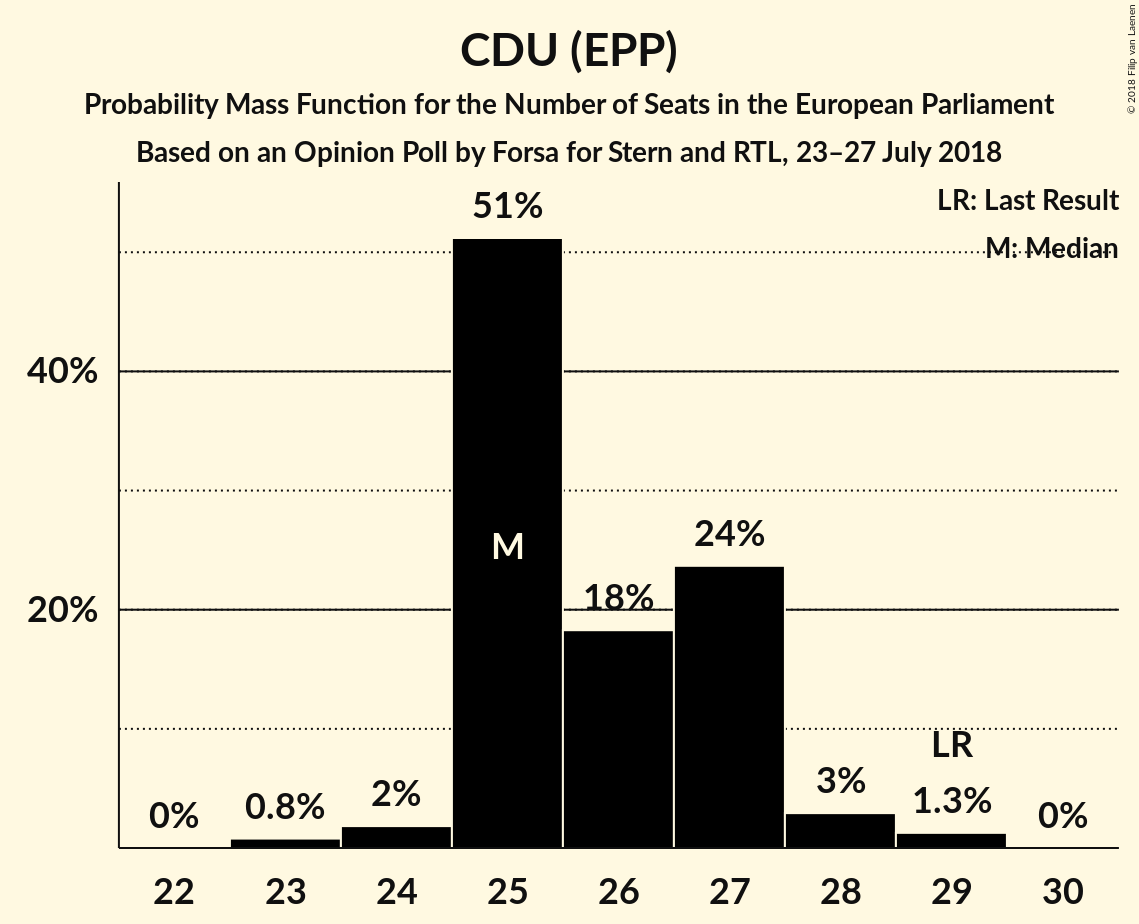 CDU (EPP)
Probability Mass Function for the Number of Seats in the European Parliament
Based on an Opinion Poll by Forsa for Stern and RTL, 23–27 July 2018
© 2018 Filip van Laenen
LR: Last Result
M: Median
51%
40%
M
24%
18%
20%
LR
3%
1.3%
2%
0.8%
0%
0%
22 23 24 25 26 27 28 29 30